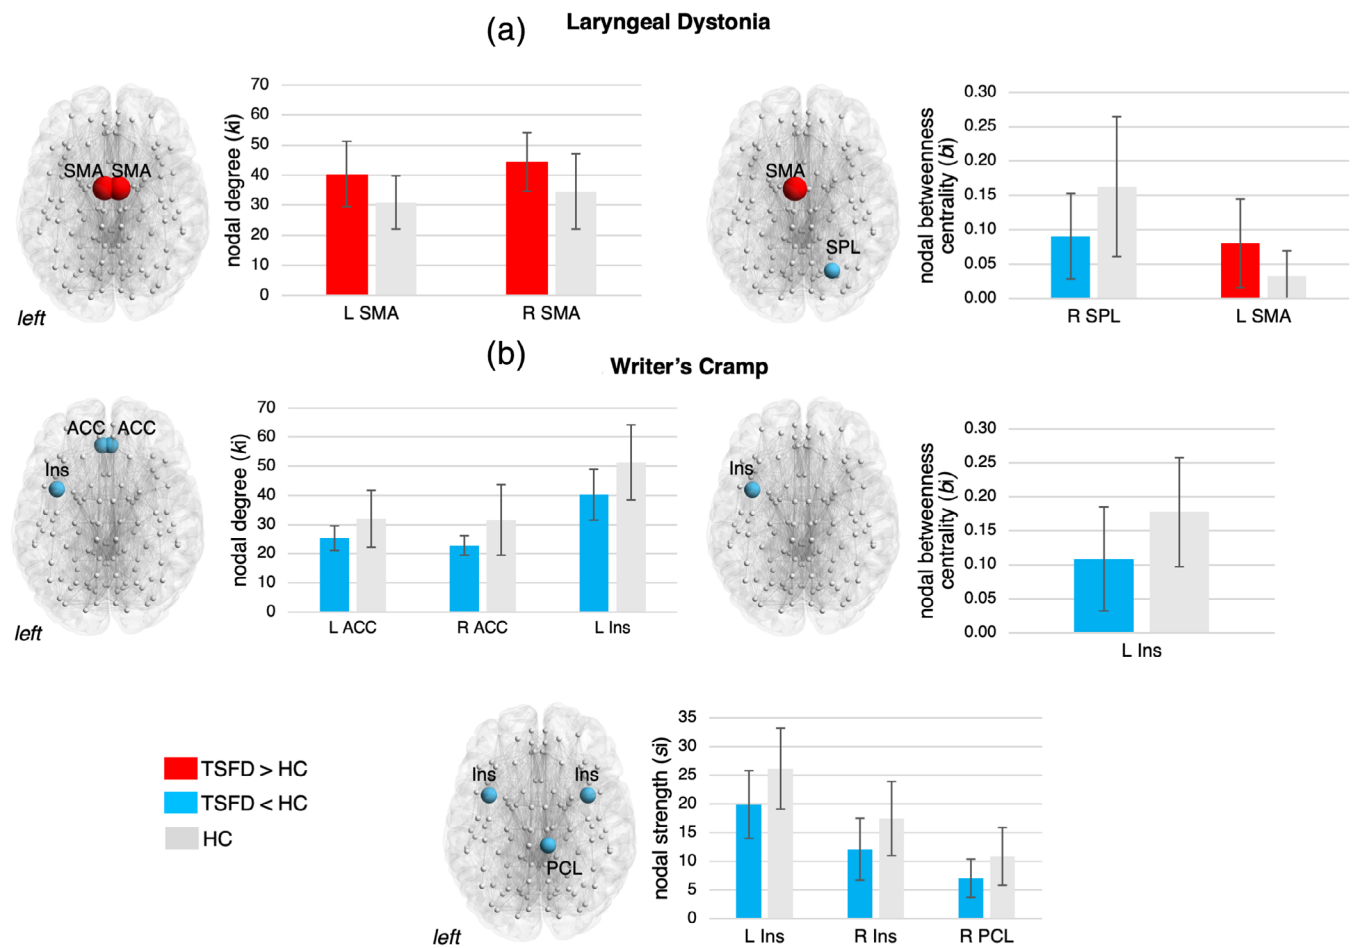 (a) Laryngeal Dystonia
SMA SMA
left
nodal degree (ki)
70
60
50
40
30
20
10
0
L SMA R SMA
SMA
SPL
nodal betweenness
centrality (bi)
0.30
0.25
0.20
0.15
0.10
0.05
0.00
R SPL L SMA
(b) Writer's Cramp
ACC ACC
Ins
left
nodal degree (ki)
70
60
50
40
30
20
10
0
L ACC R ACC L Ins
Ins
nodal betweenness
centrality (bi)
0.30
0.25
0.20
0.15
0.10
0.05
0.00
L Ins
TSFD > HC
TSFD < HC
HC
Ins Ins
PCL
left
nodal strength (si)
35
30
25
20
15
10
5
0
L Ins R Ins R PCL